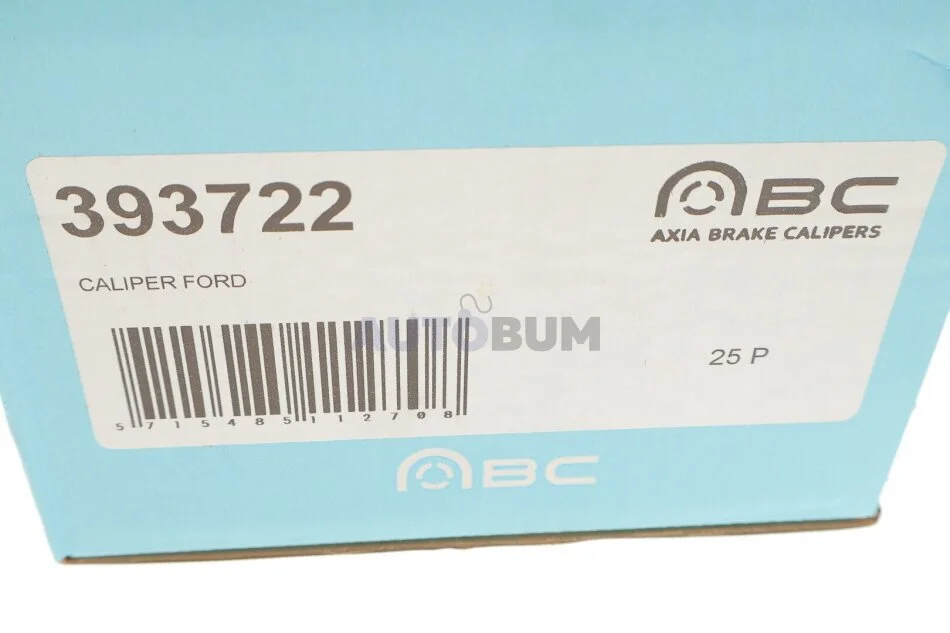 393722
ABC
AXIA BRAKE CALIPERS
CALIPER FORD
AUTOBUM
25 P
5715485112708
ABC